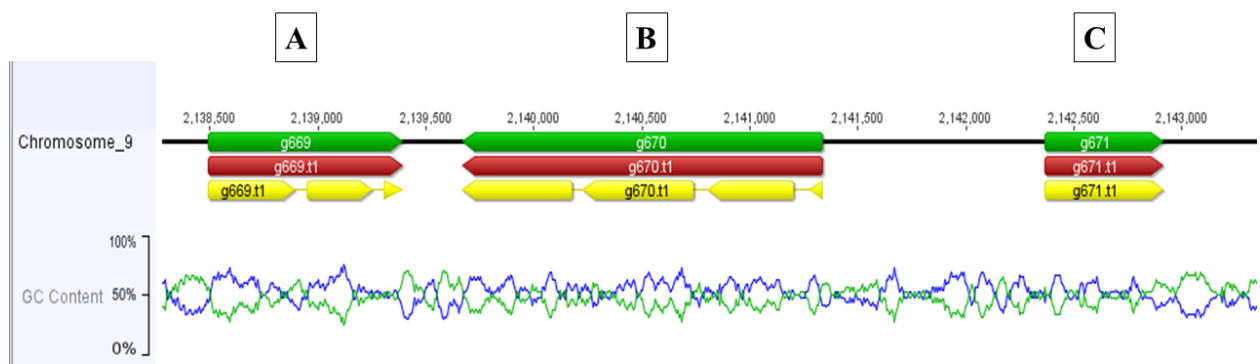 A B C
2,138,500 2,139,000 2,139,500 2,140,000 2,140,500 2,141,000 2,141,500 2,142,000 2,142,500 2,143,000
Chromosome_9 g669 g670 g671
g669.t1 g670.t1 g671.t1
g669.t1 g670.t1 g671.t1
100%
GC Content 50%
0%